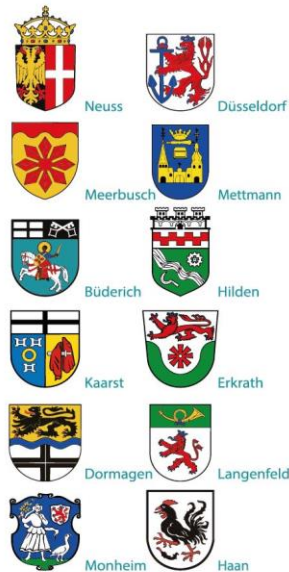 Neuss
Düsseldorf
Meerbusch
Mettmann
Büderich
Hilden
Kaarst
Erkrath
Dormagen
Langenfeld
Monheim
Haan